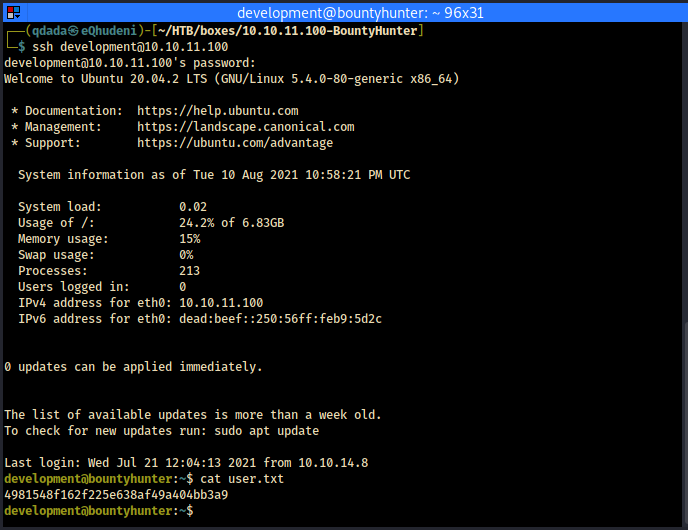 development@bountyhunter: ~ 96x31
┌──(qdada㉿eQhudeni)-[~/HTB/boxes/10.10.11.100-BountyHunter]
└─$ ssh development@10.10.11.100
development@10.10.11.100's password:
Welcome to Ubuntu 20.04.2 LTS (GNU/Linux 5.4.0-80-generic x86_64)
* Documentation:  https://help.ubuntu.com
* Management:     https://landscape.canonical.com
* Support:        https://ubuntu.com/advantage
System information as of Tue 10 Aug 2021 10:58:21 PM UTC
System load:           0.02
Usage of /:            24.2% of 6.83GB
Memory usage:          15%
Swap usage:            0%
Processes:             213
Users logged in:       0
IPv4 address for eth0: 10.10.11.100
IPv6 address for eth0: dead:beef::250:56ff:feb9:5d2c
0 updates can be applied immediately.
The list of available updates is more than a week old.
To check for new updates run: sudo apt update
Last login: Wed Jul 21 12:04:13 2021 from 10.10.14.8
development@bountyhunter:~$ cat user.txt
4981548f162f225e638af49a404bb3a9
development@bountyhunter:~$